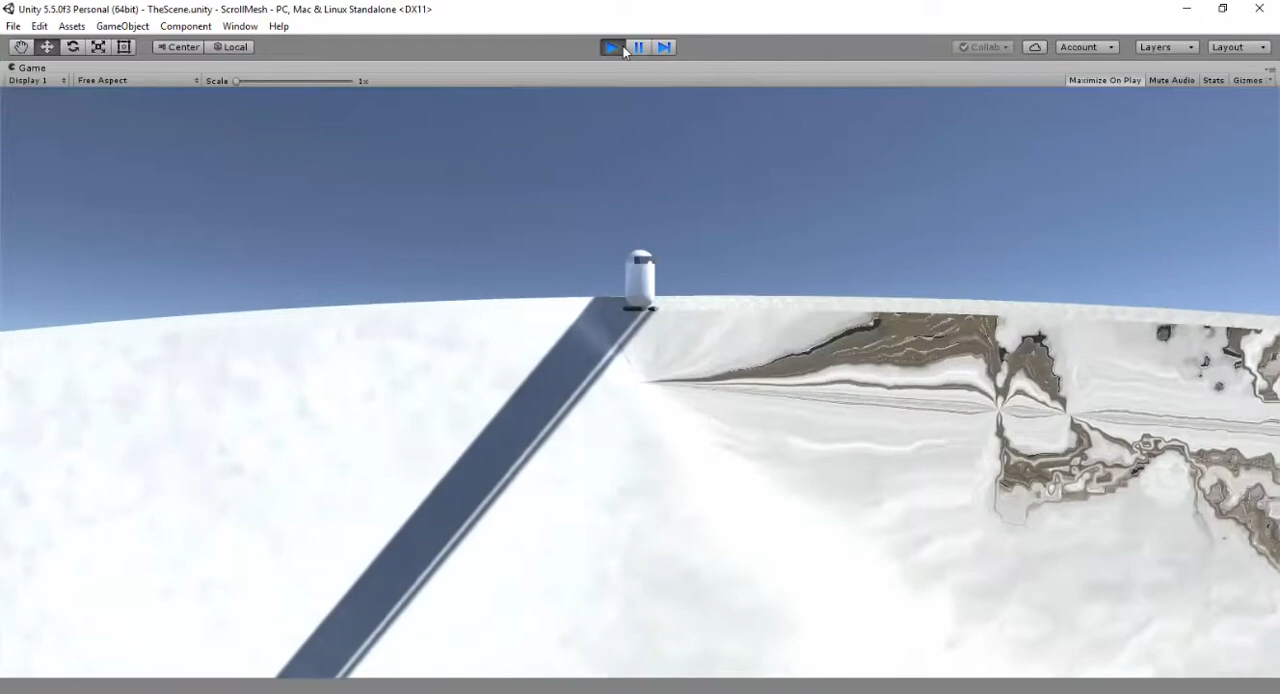 Unity 5.5.0f3 Personal (64bit) - TheScene.unity - ScrollMesh - PC, Mac & Linux Standalone <DX11>
File Edit Assets GameObject Component Window Help
Center Local Collab Account Layers Layout
Game
Display 1 Free Aspect Scale 1x Maximize On Play Mute Audio Stats Gizmos